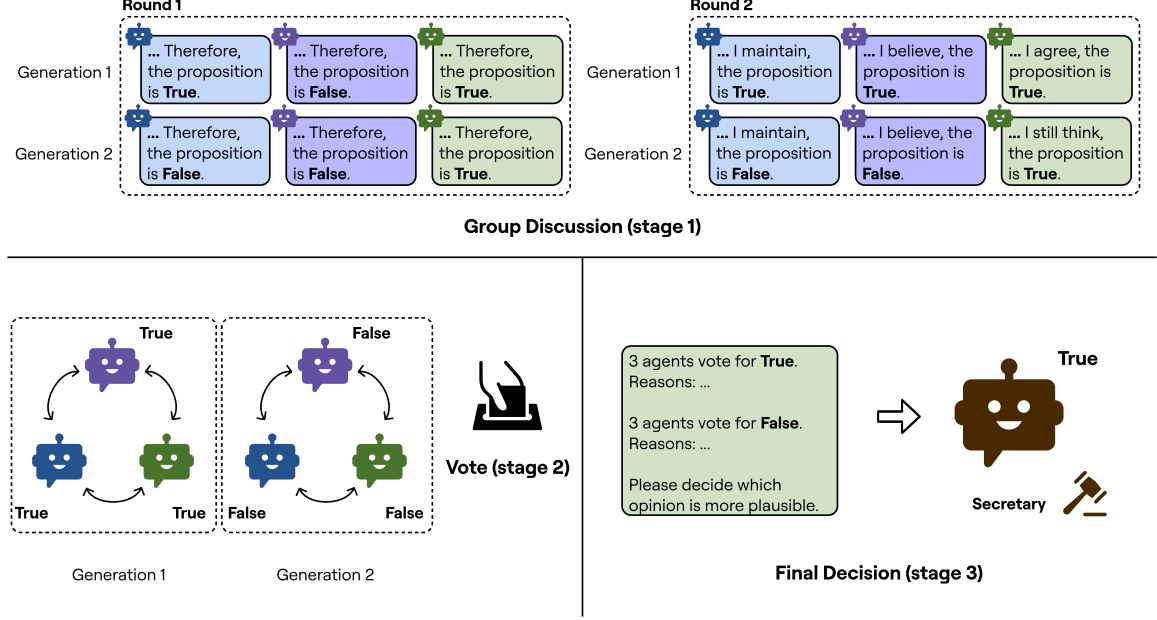 Round 1
Round 2
Generation 1
... Therefore,
the proposition
is True.
... Therefore,
the proposition
is False.
... Therefore,
the proposition
is True.
Generation 1
... I maintain,
the proposition
is True.
... I believe, the
proposition is
True.
... I agree, the
proposition is
True.
Generation 2
... Therefore,
the proposition
is False.
... Therefore,
the proposition
is False.
... Therefore,
the proposition
is True.
Generation 2
... I maintain,
the proposition
is False.
... I believe, the
proposition is
False.
... I still think,
the proposition
is True.
Group Discussion (stage 1)
True
True
True
Generation 1
False
False
False
Generation 2
Vote (stage 2)
3 agents vote for True.
Reasons: ...
3 agents vote for False.
Reasons: ...
Please decide which
opinion is more plausible.
True
Secretary
Final Decision (stage 3)